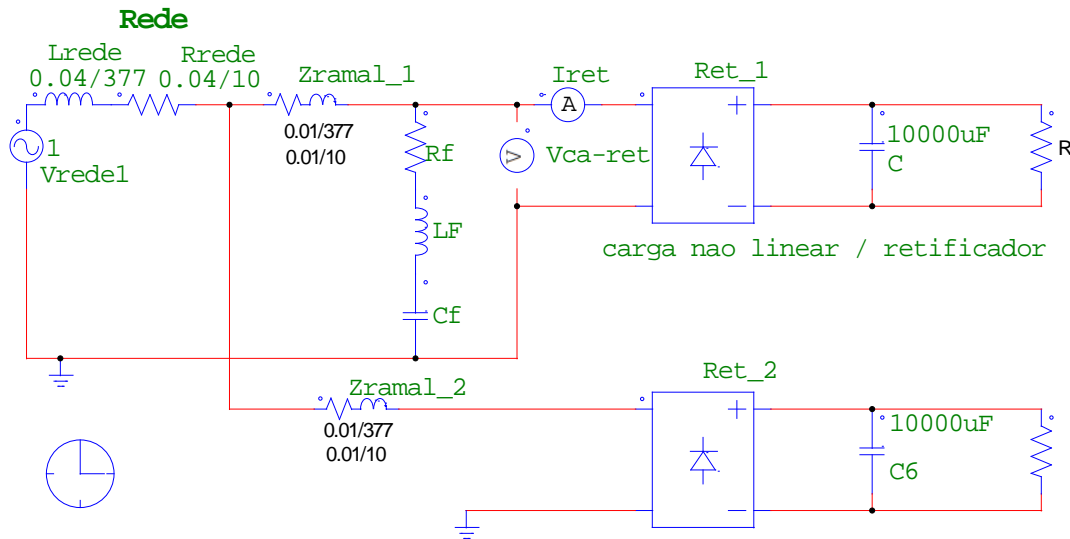 Rede
Lrede
0.04/377
Rrede
0.04/10
Zramal_1
0.01/377
0.01/10
Iret
A
Ret_1
1
Vrede1
Rf
V
Vca-ret
10000uF
C
R
LF
carga nao linear / retificador
Cf
Zramal_2
0.01/377
0.01/10
Ret_2
10000uF
C6